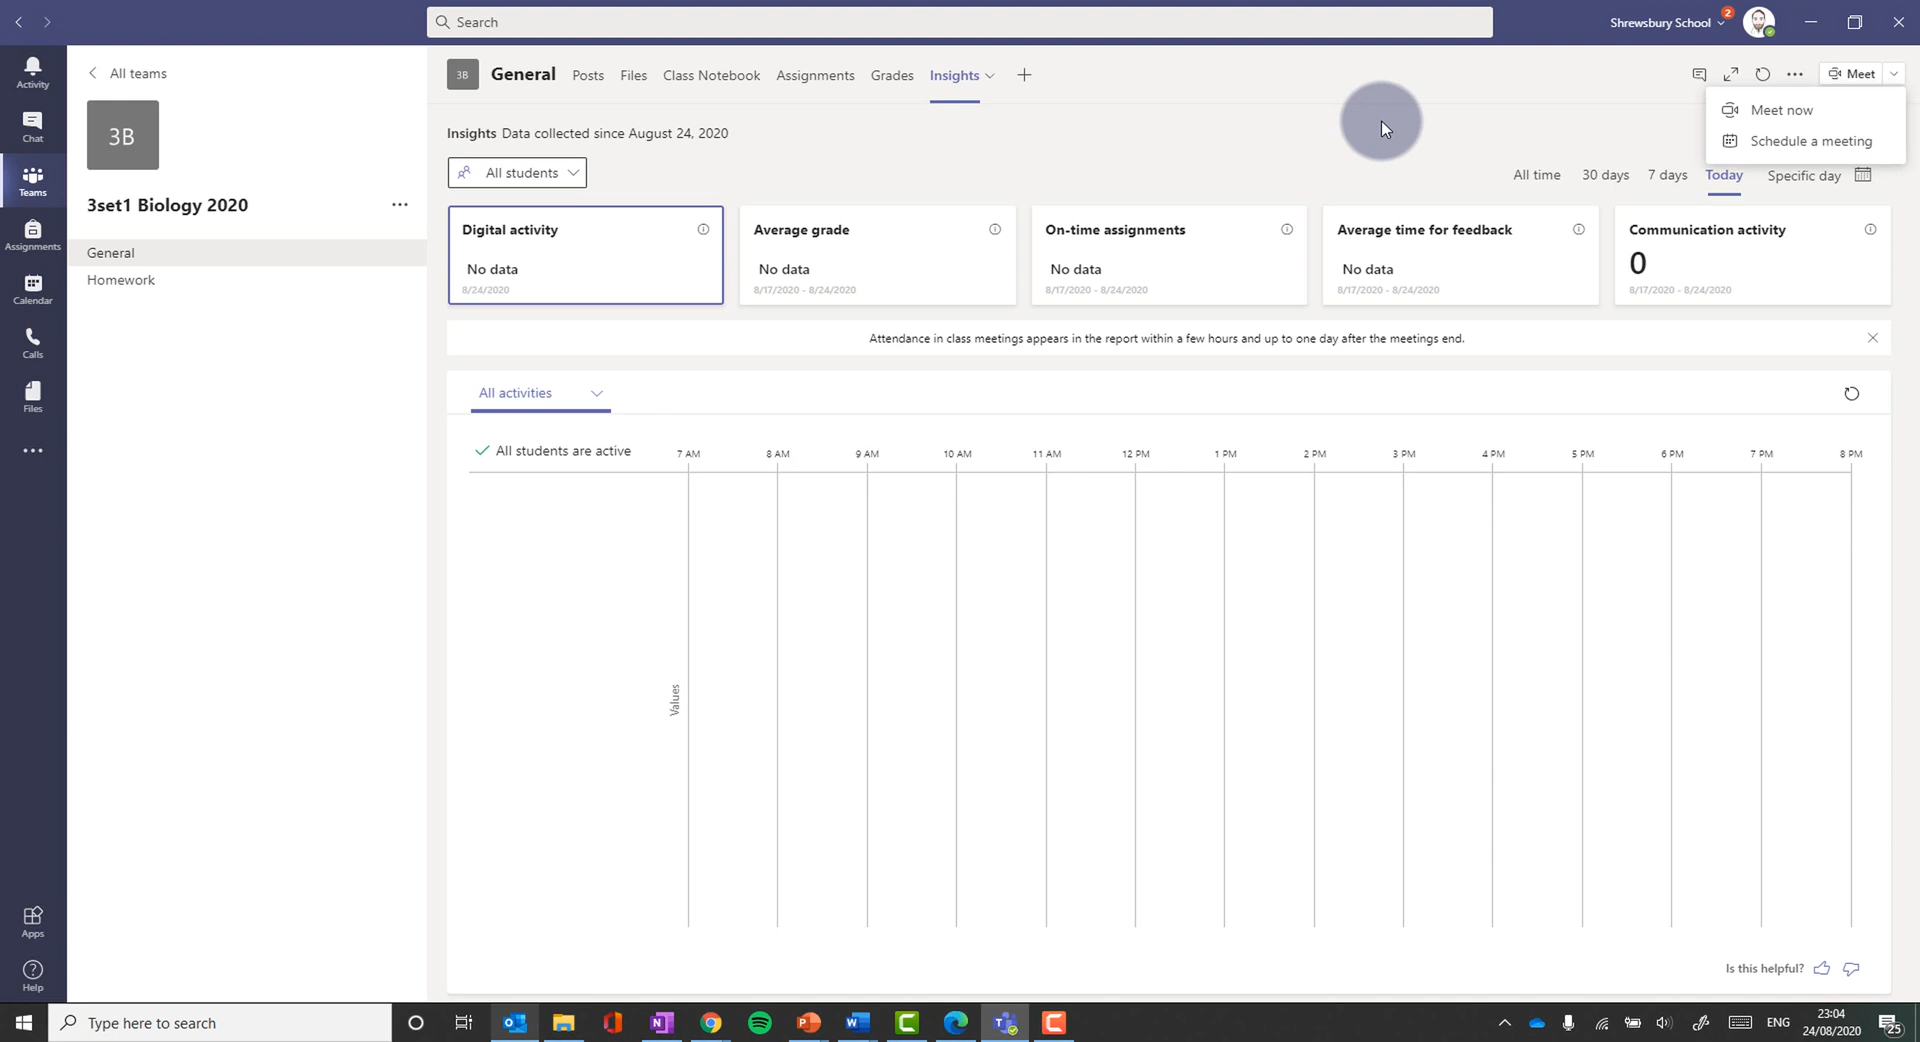 Search
Shrewsbury School
2
Activity
Chat
Teams
Assignments
Calendar
Calls
Files
Apps
Help
All teams
3B
3set1 Biology 2020
General
Homework
3B
General
Posts
Files
Class Notebook
Assignments
Grades
Insights
Meet
Meet now
Schedule a meeting
Insights Data collected since August 24, 2020
All students
All time
30 days
7 days
Today
Specific day
Digital activity
No data
8/24/2020
Average grade
No data
8/17/2020 - 8/24/2020
On-time assignments
No data
8/17/2020 - 8/24/2020
Average time for feedback
No data
8/17/2020 - 8/24/2020
Communication activity
0
8/17/2020 - 8/24/2020
Attendance in class meetings appears in the report within a few hours and up to one day after the meetings end.
All activities
All students are active
7 AM
8 AM
9 AM
10 AM
11 AM
12 PM
1 PM
2 PM
3 PM
4 PM
5 PM
6 PM
7 PM
8 PM
Values
Is this helpful?
Type here to search
ENG
23:04
24/08/2020
25